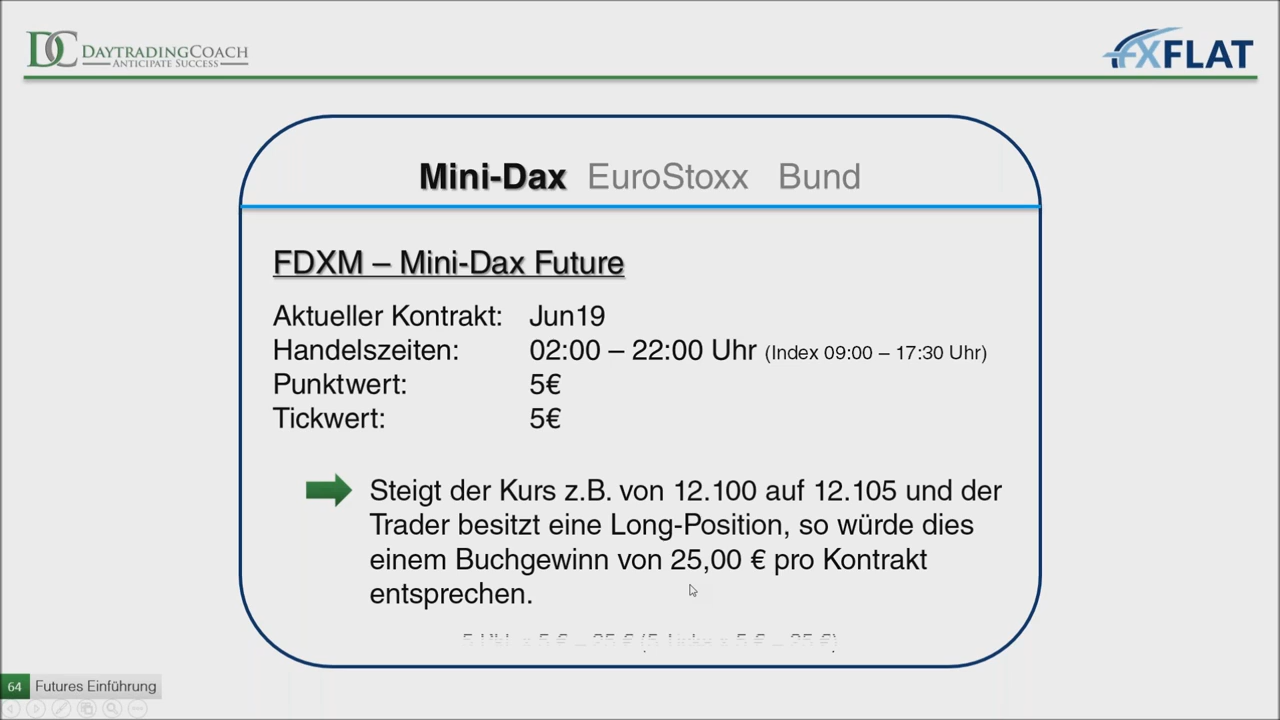 DC DAYTRADINGCOACH
ANTICIPATE SUCCESS
FXFLAT
Mini-Dax EuroStoxx Bund
FDXM – Mini-Dax Future
Aktueller Kontrakt: Jun19
Handelszeiten: 02:00 – 22:00 Uhr (Index 09:00 – 17:30 Uhr)
Punktwert: 5€
Tickwert: 5€
Steigt der Kurs z.B. von 12.100 auf 12.105 und der
Trader besitzt eine Long-Position, so würde dies
einem Buchgewinn von 25,00 € pro Kontrakt
entsprechen.
64 Futures Einführung